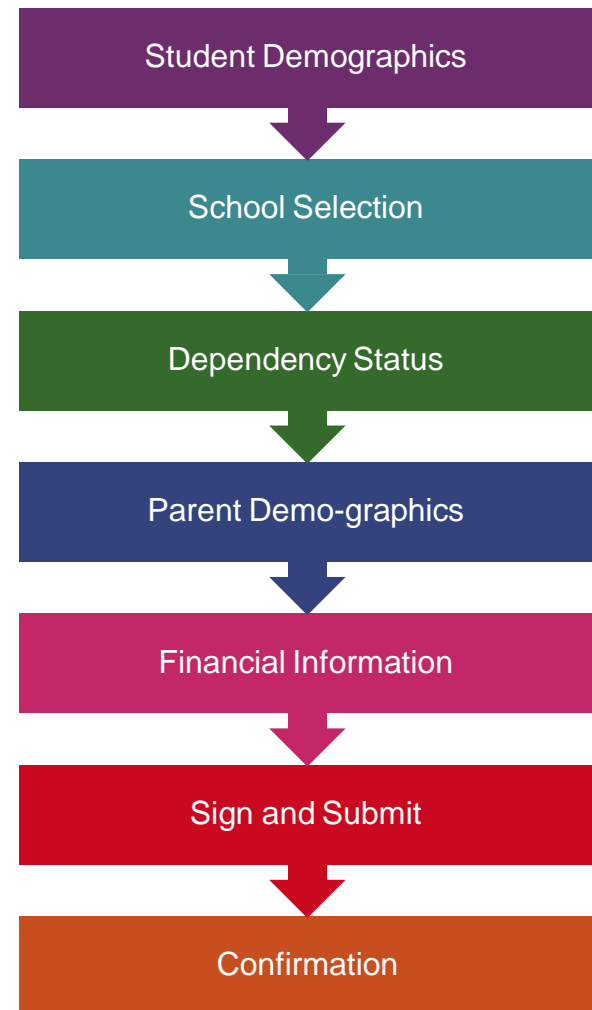 Student Demographics
School Selection
Dependency Status
Parent Demo-graphics
Financial Information
Sign and Submit
Confirmation